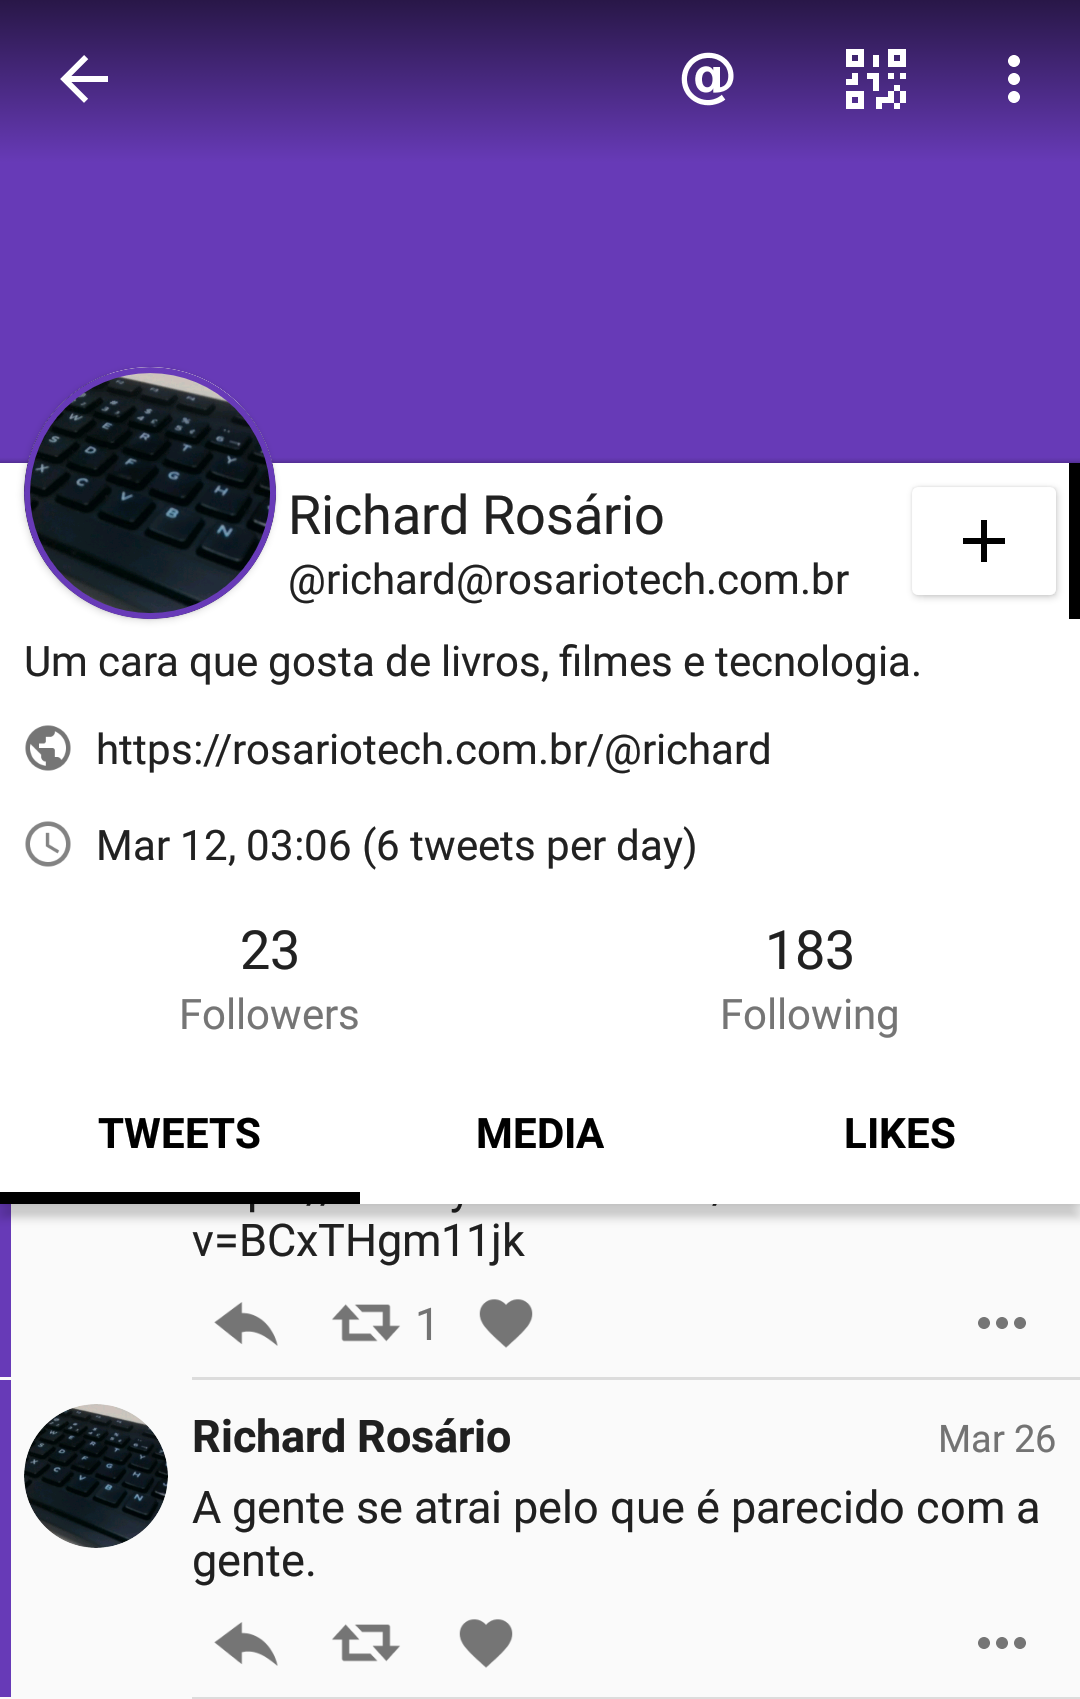 Richard Rosário
@richard@rosariotech.com.br
Um cara que gosta de livros, filmes e tecnologia.
https://rosariotech.com.br/@richard
Mar 12, 03:06 (6 tweets per day)
23 183
Followers Following
TWEETS MEDIA LIKES
v=BCxTHgm11jk
1
Richard Rosário Mar 26
A gente se atrai pelo que é parecido com a
gente.